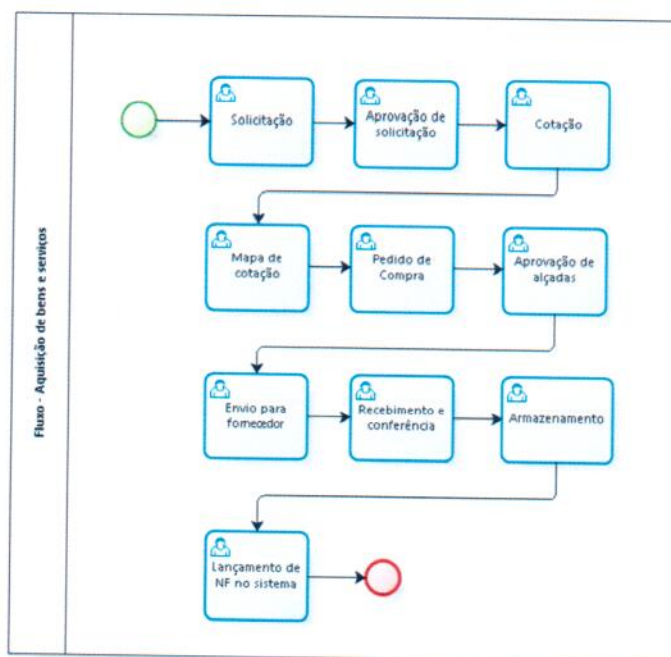 Fluxo - Aquisição de bens e serviços
Solicitação
Aprovação de
solicitação
Cotação
Mapa de
cotação
Pedido de
Compra
Aprovação de
alçadas
Envio para
fornecedor
Recebimento e
conferência
Armazenamento
Lançamento de
NF no sistema